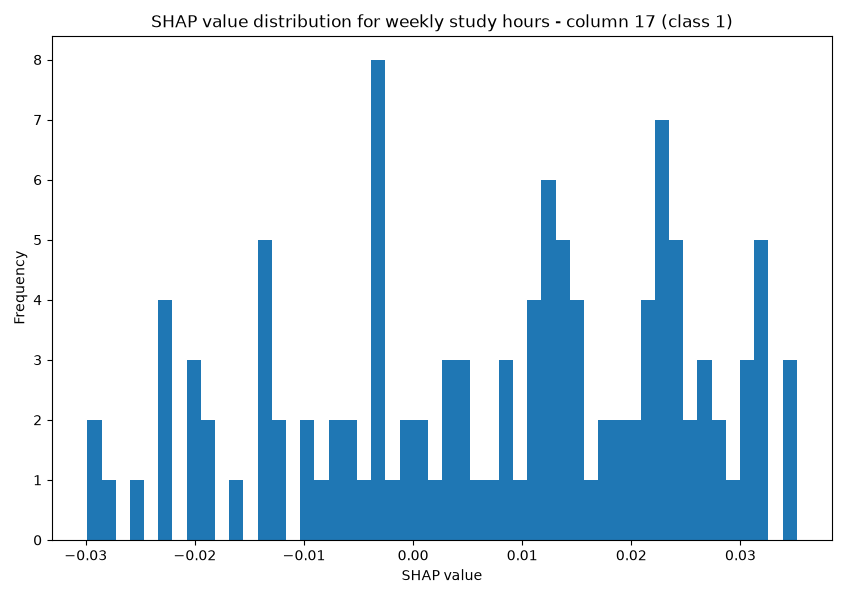 SHAP value distribution for weekly study hours - column 17 (class 1)
Frequency
8
7
6
5
4
3
2
1
0
−0.03 −0.02 −0.01 0.00 0.01 0.02 0.03
SHAP value